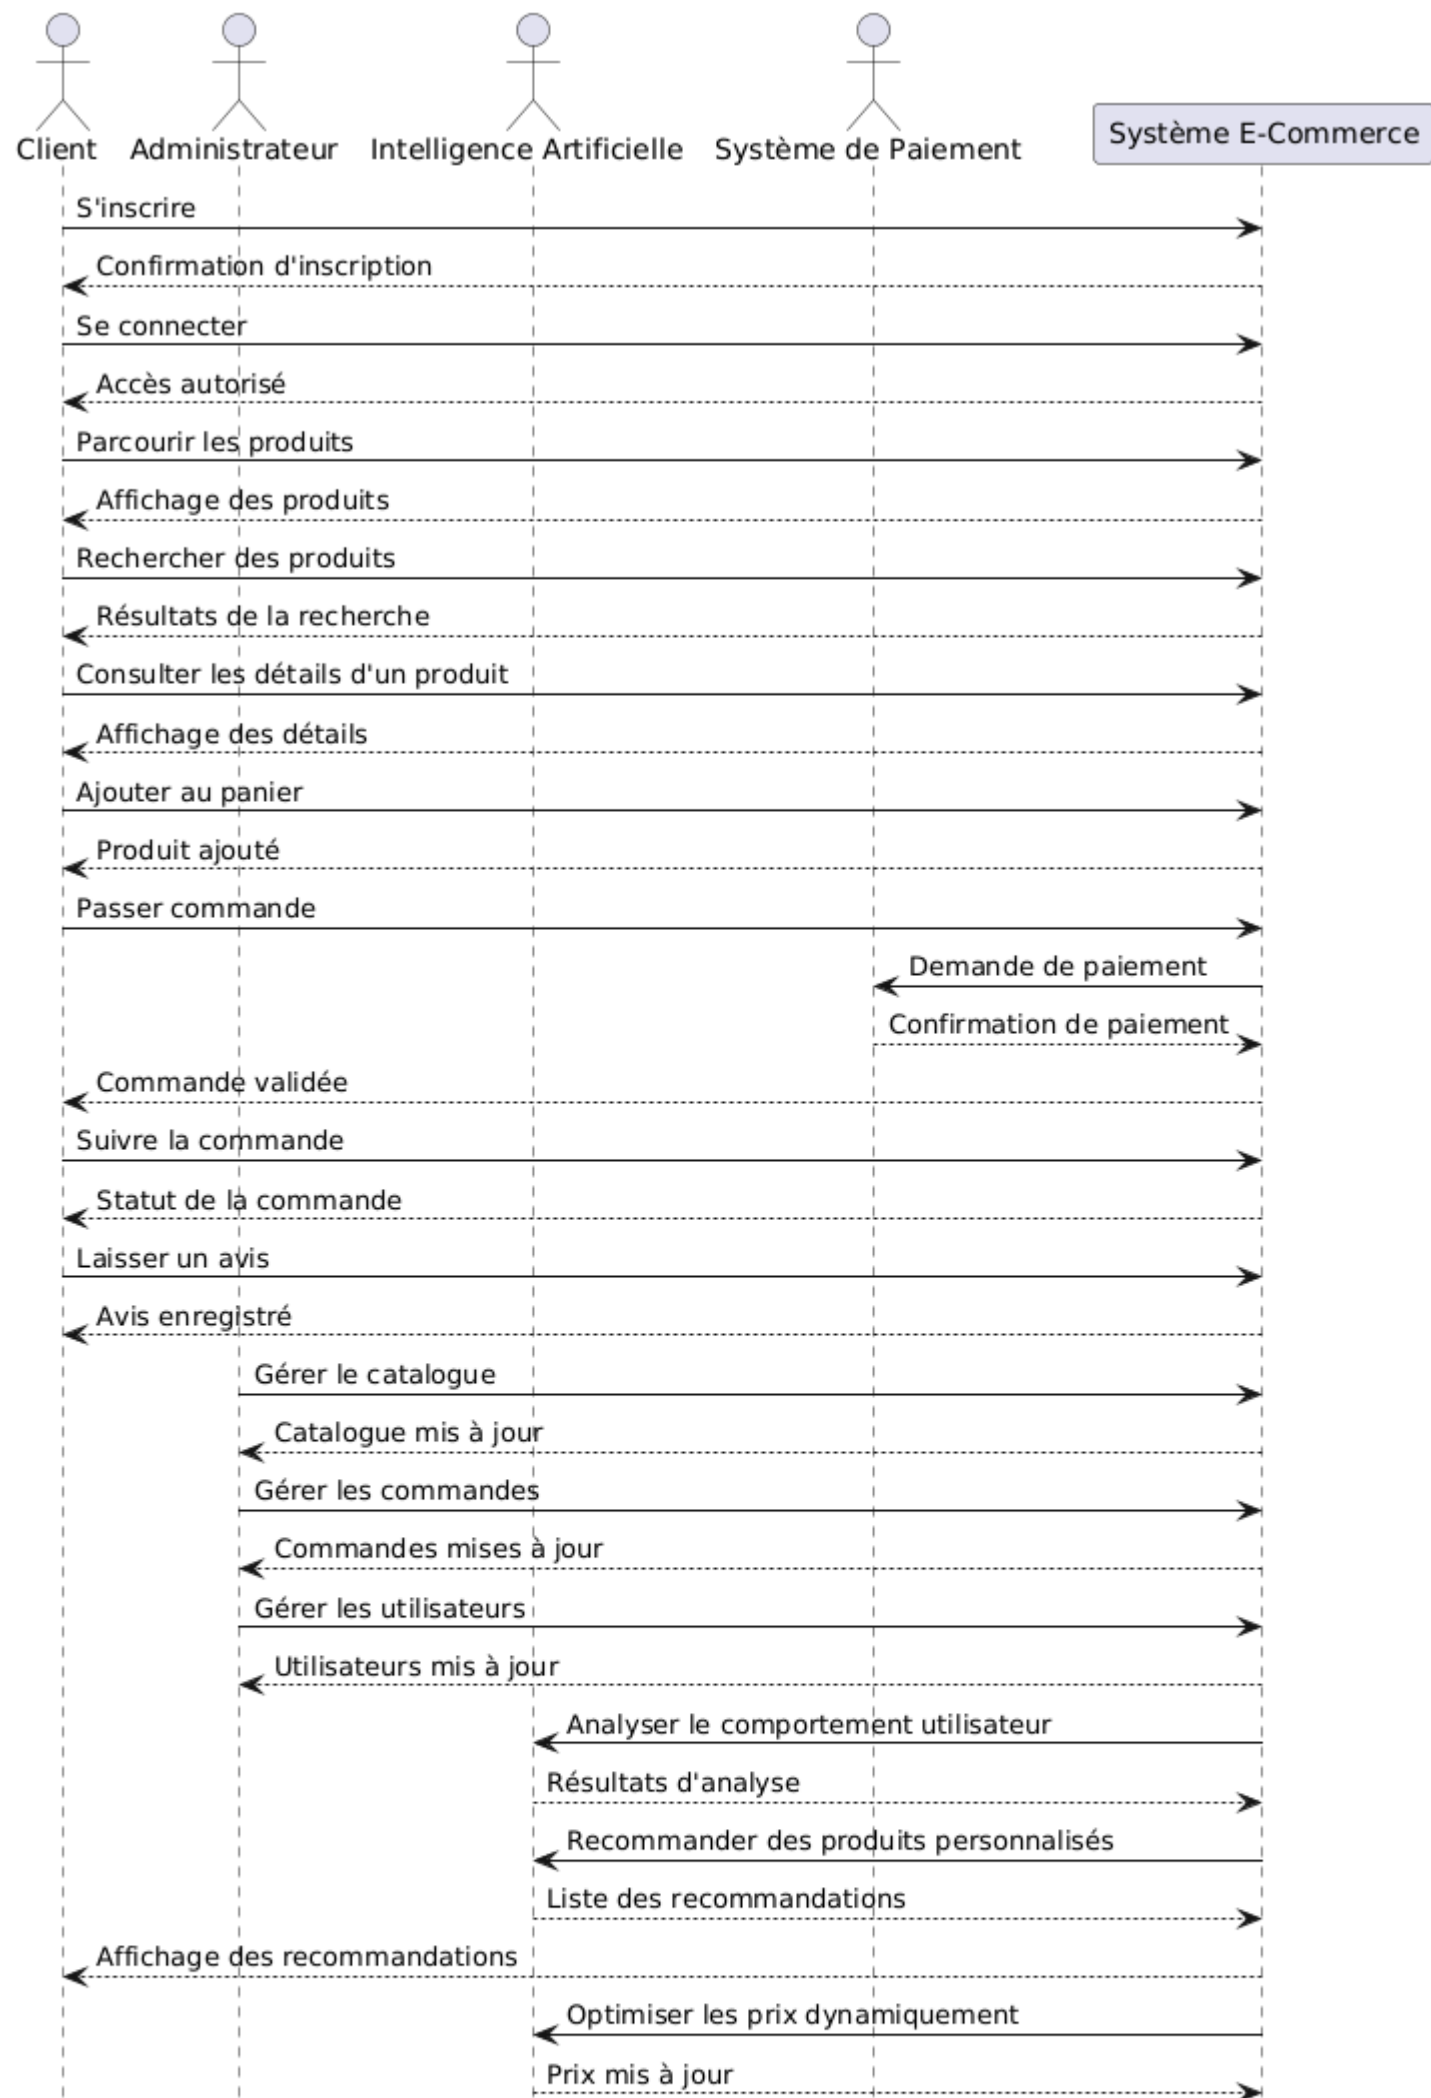 Client
Administrateur
Intelligence Artificielle
Système de Paiement
Système E-Commerce
S'inscrire
Confirmation d'inscription
Se connecter
Accès autorisé
Parcourir les produits
Affichage des produits
Rechercher des produits
Résultats de la recherche
Consulter les détails d'un produit
Affichage des détails
Ajouter au panier
Produit ajouté
Passer commande
Demande de paiement
Confirmation de paiement
Commande validée
Suivre la commande
Statut de la commande
Laisser un avis
Avis enregistré
Gérer le catalogue
Catalogue mis à jour
Gérer les commandes
Commandes mises à jour
Gérer les utilisateurs
Utilisateurs mis à jour
Analyser le comportement utilisateur
Résultats d'analyse
Recommander des produits personnalisés
Liste des recommandations
Affichage des recommandations
Optimiser les prix dynamiquement
Prix mis à jour